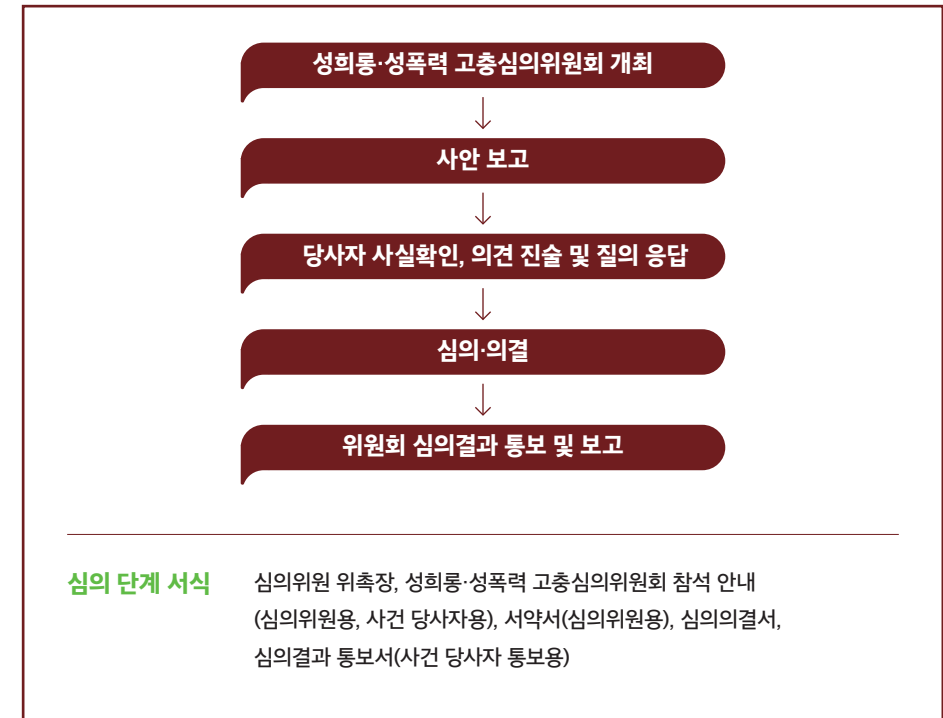 성희롱·성폭력 고충심의위원회 개최
사안 보고
당사자 사실확인, 의견 진술 및 질의 응답
심의·의결
위원회 심의결과 통보 및 보고
심의 단계 서식
심의위원 위촉장, 성희롱·성폭력 고충심의위원회 참석 안내
(심의위원용, 사건 당사자용), 서약서(심의위원용), 심의의결서,
심의결과 통보서(사건 당사자 통보용)